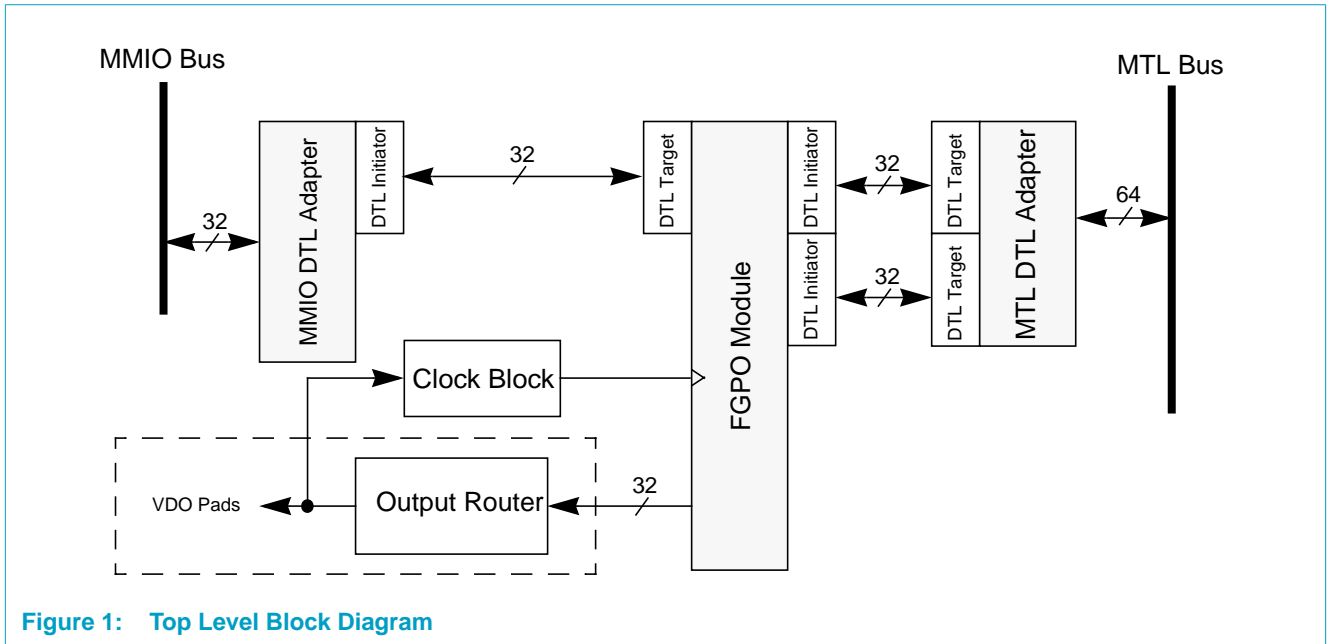 MMIO Bus
MTL Bus
32
MMIO DTL Adapter
DTL Initiator
32
DTL Target
FGPO Module
DTL Initiator
DTL Initiator
32
32
DTL Target
DTL Target
MTL DTL Adapter
64
Clock Block
VDO Pads
Output Router
32
Figure 1: Top Level Block Diagram